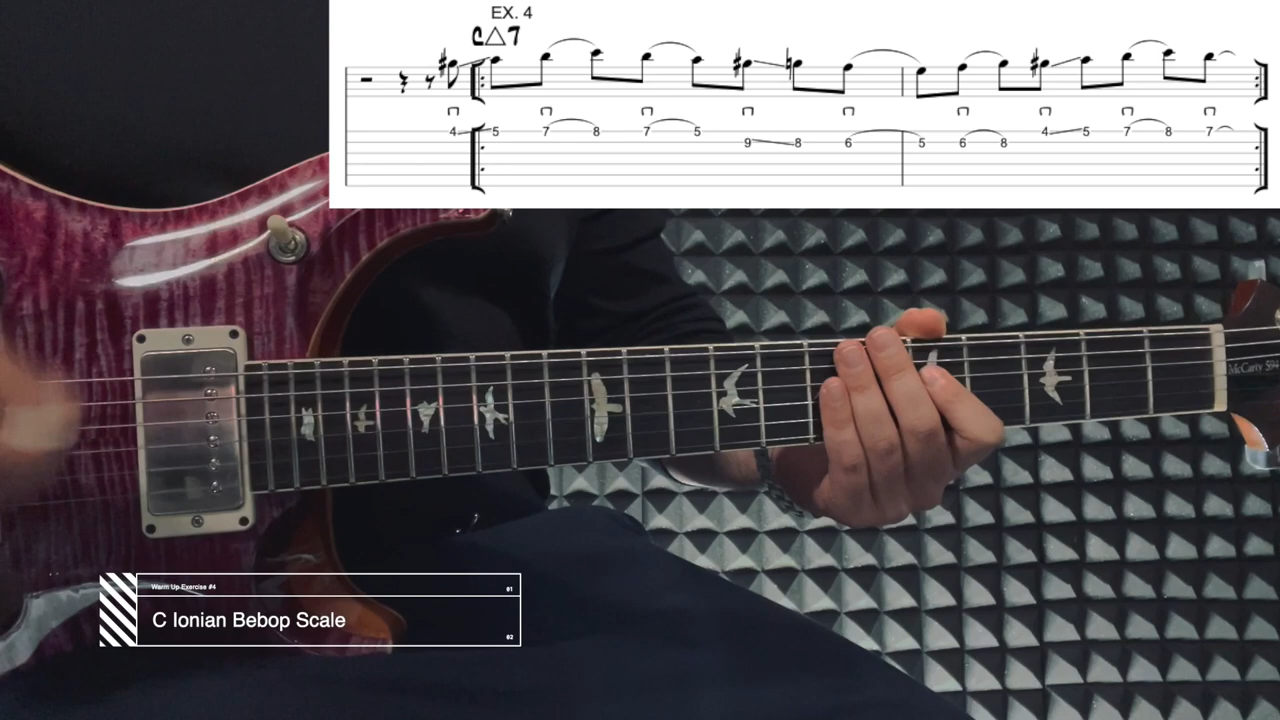 EX. 4
C△7
4 5 7 8 7 5 9 8 6 5 6 8 4 5 7 8 7
McCarty 594
Warm Up Exercise #4
01
C Ionian Bebop Scale
02